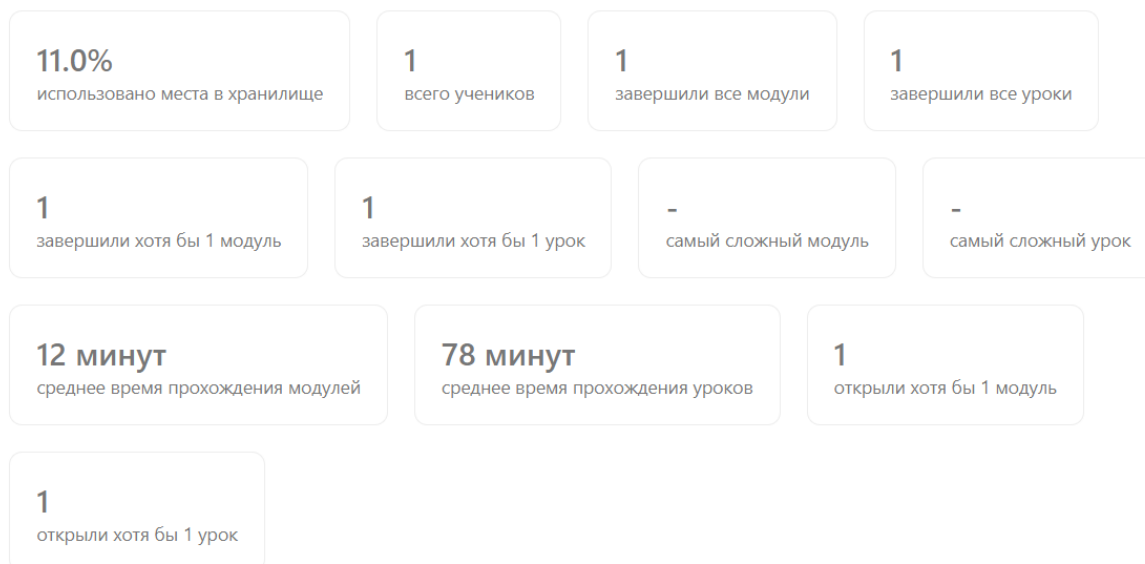 11.0%
использовано места в хранилище
1
всего учеников
1
завершили все модули
1
завершили все уроки
1
завершили хотя бы 1 модуль
1
завершили хотя бы 1 урок
-
самый сложный модуль
-
самый сложный урок
12 минут
среднее время прохождения модулей
78 минут
среднее время прохождения уроков
1
открыли хотя бы 1 модуль
1
открыли хотя бы 1 урок